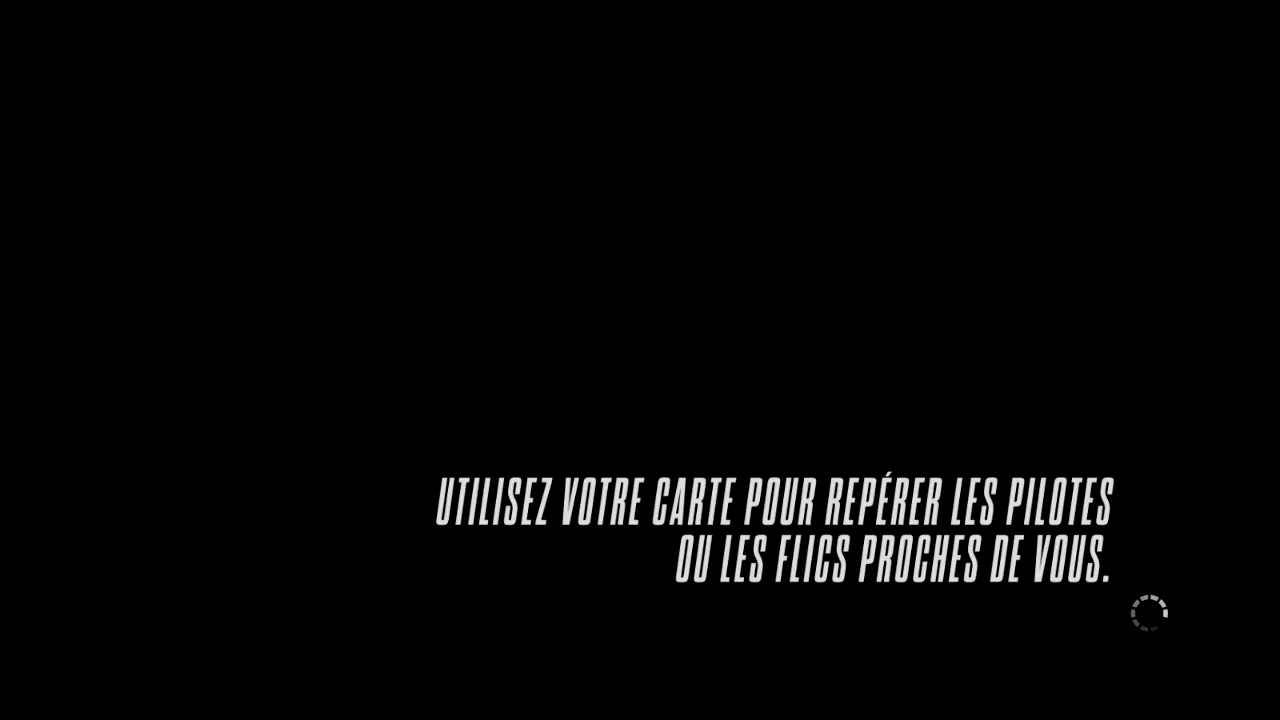 UTILISEZ VOTRE CARTE POUR REPÉRER LES PILOTES
OU LES FLICS PROCHES DE VOUS.